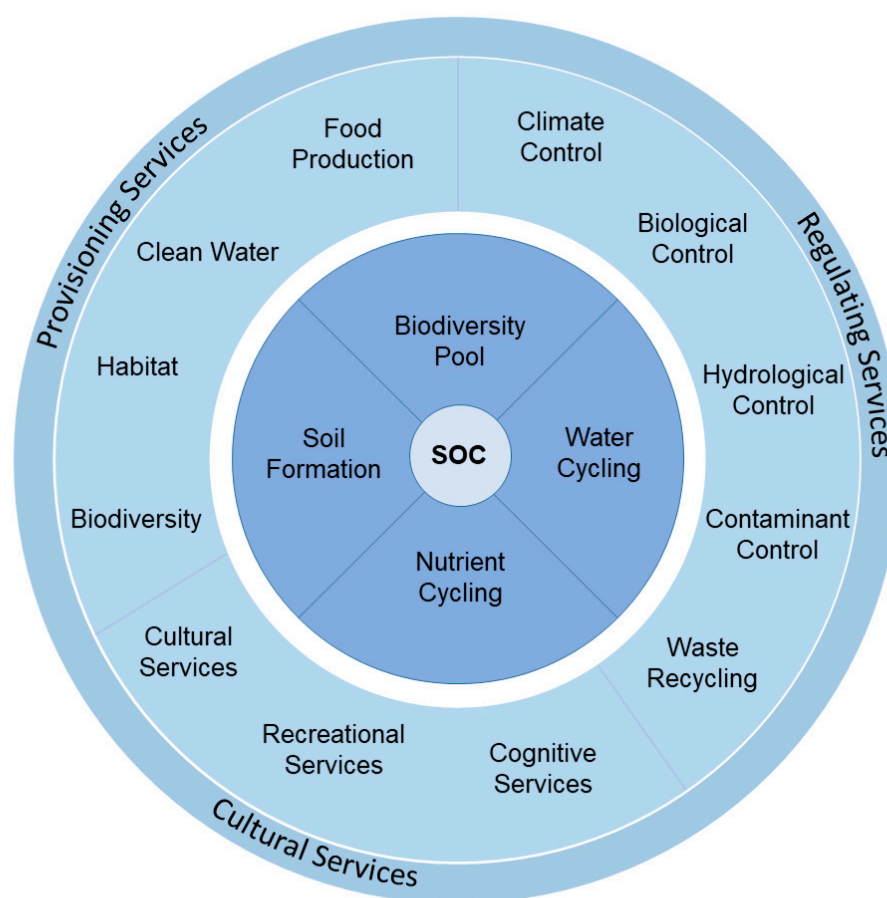 Provisioning Services
Food
Production
Clean Water
Habitat
Biodiversity
Regulating Services
Climate
Control
Biological
Control
Hydrological
Control
Contaminant
Control
Waste
Recycling
Cultural Services
Cultural
Services
Recreational
Services
Cognitive
Services
Biodiversity
Pool
Soil
Formation
SOC
Water
Cycling
Nutrient
Cycling